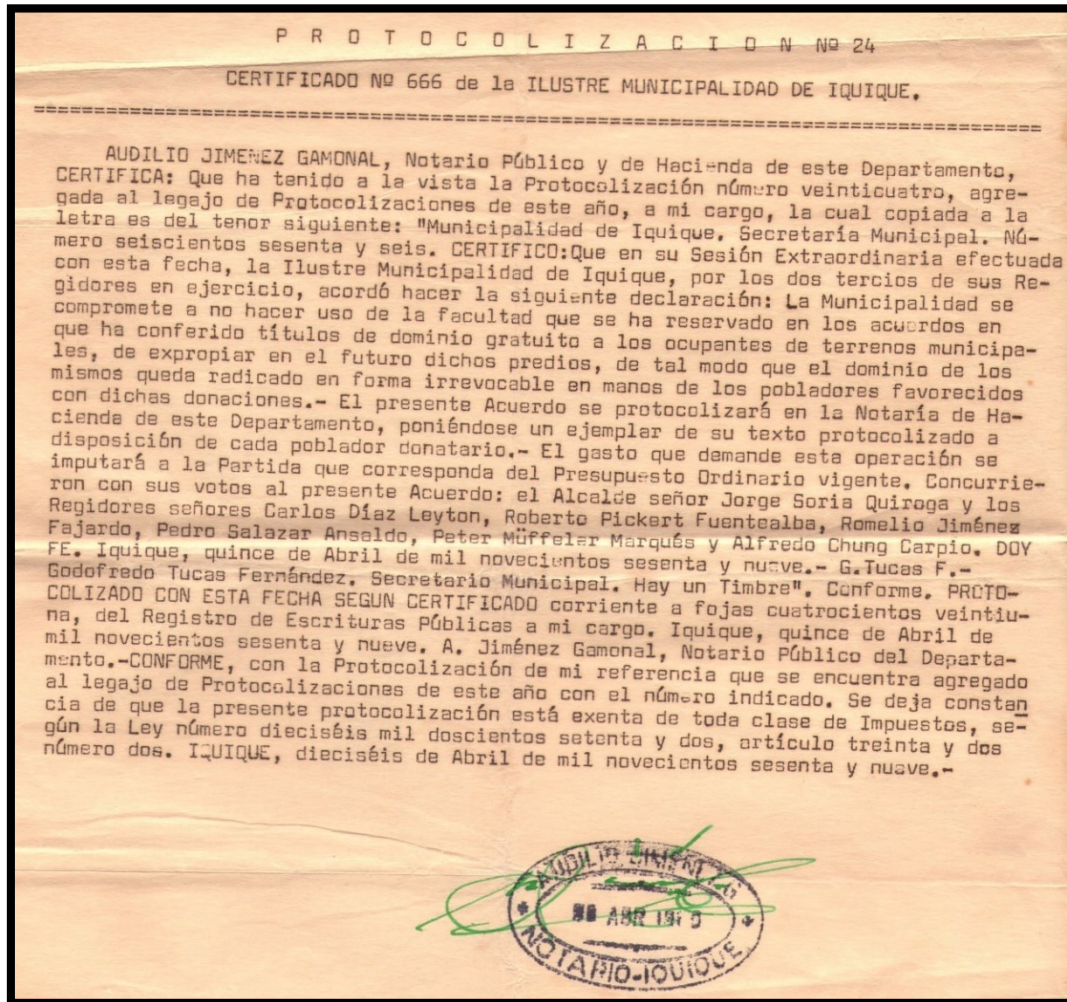 P R O T O C O L I Z A C I O N Nº 24
CERTIFICADO Nº 666 de la ILUSTRE MUNICIPALIDAD DE IQUIQUE.
================================================================================
AUDILIO JIMENEZ GAMONAL, Notario Público y de Hacienda de este Departamento,
CERTIFICA: Que ha tenido a la vista la Protocolización número veinticuatro, agre-
gada al legajo de Protocolizaciones de este año, a mi cargo, la cual copiada a la
letra es del tenor siguiente: "Municipalidad de Iquique. Secretaría Municipal. Nú-
mero seiscientos sesenta y seis. CERTIFICO:Que en su Sesión Extraordinaria efectuada
con esta fecha, la Ilustre Municipalidad de Iquique, por los dos tercios de sus Re-
gidores en ejercicio, acordó hacer la siguiente declaración: La Municipalidad se
compromete a no hacer uso de la facultad que se ha reservado en los acuerdos en
que ha conferido títulos de dominio gratuito a los ocupantes de terrenos municipa-
les, de expropiar en el futuro dichos predios, de tal modo que el dominio de los
mismos queda radicado en forma irrevocable en manos de los pobladores favorecidos
con dichas donaciones.- El presente Acuerdo se protocolizará en la Notaría de Ha-
cienda de este Departamento, poniéndose un ejemplar de su texto protocolizado a
disposición de cada poblador donatario.- El gasto que demande esta operación se
imputará a la Partida que corresponda del Presupuesto Ordinario vigente. Concurrie-
ron con sus votos al presente Acuerdo: el Alcalde señor Jorge Soria Quiroga y los
Regidores señores Carlos Díaz Leyton, Roberto Pickert Fuentealba, Romelio Jiménez
Fajardo, Pedro Salazar Ansaldo, Peter Müffeler Marqués y Alfredo Chung Carpio. DOY
FE. Iquique, quince de Abril de mil novecientos sesenta y nueve.- G.Tucas F.-
Godofredo Tucas Fernández. Secretario Municipal. Hay un Timbre". Conforme. PROTO-
COLIZADO CON ESTA FECHA SEGUN CERTIFICADO corriente a fojas cuatrocientos veintiu-
na, del Registro de Escrituras Públicas a mi cargo. Iquique, quince de Abril de
mil novecientos sesenta y nueve. A. Jiménez Gamonal, Notario Público del Departa-
mento.-CONFORME, con la Protocolización de mi referencia que se encuentra agregado
al legajo de Protocolizaciones de este año con el número indicado. Se deja constan
cia de que la presente protocolización está exenta de toda clase de Impuestos, se-
gún la Ley número dieciséis mil doscientos setenta y dos, artículo treinta y dos
número dos. IQUIQUE, dieciséis de Abril de mil novecientos sesenta y nueve.-
AUDILIO JIMENEZ G
ABR
* NOTARIO-IQUIQUE *